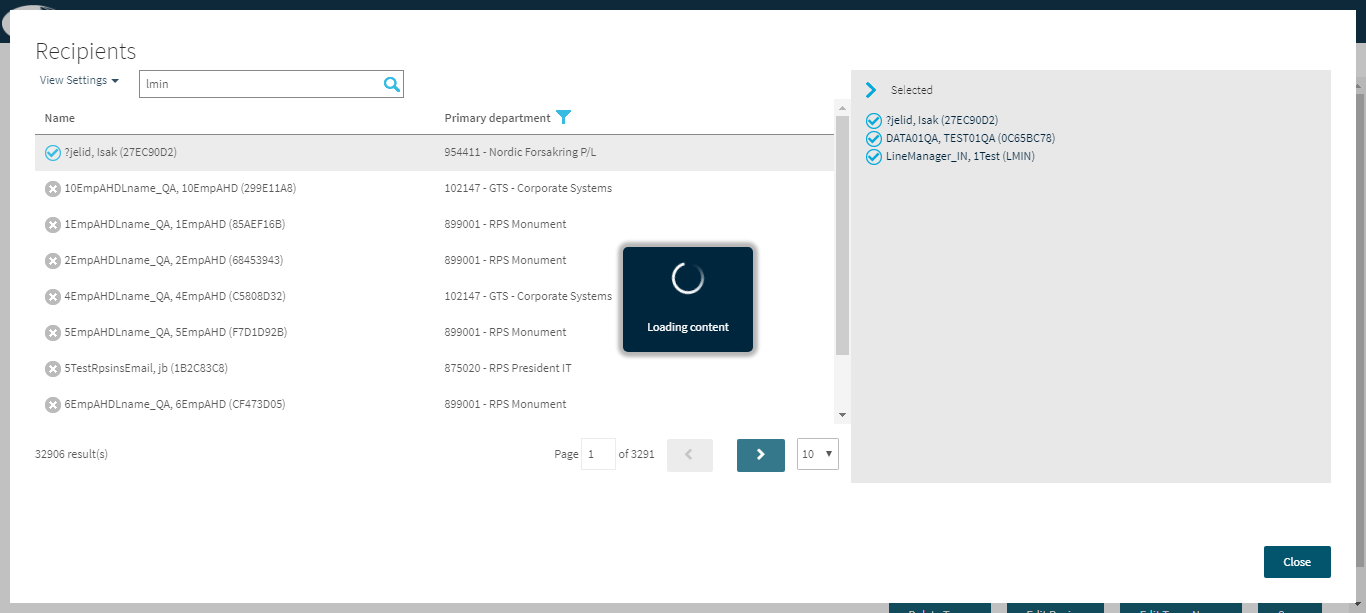 Recipients
View Settings
lmin
Name Primary department
?jelid, Isak (27EC90D2) 954411 - Nordic Forsakring P/L
10EmpAHDLname_QA, 10EmpAHD (299E11A8) 102147 - GTS - Corporate Systems
1EmpAHDLname_QA, 1EmpAHD (85AEF16B) 899001 - RPS Monument
2EmpAHDLname_QA, 2EmpAHD (68453943) 899001 - RPS Monument
4EmpAHDLname_QA, 4EmpAHD (C5808D32) 102147 - GTS - Corporate Systems
5EmpAHDLname_QA, 5EmpAHD (F7D1D92B) 899001 - RPS Monument
5TestRpsinsEmail, jb (1B2C83C8) 875020 - RPS President IT
6EmpAHDLname_QA, 6EmpAHD (CF473D05) 899001 - RPS Monument
Loading content
32906 result(s) Page 1 of 3291 10
Selected
?jelid, Isak (27EC90D2)
DATA01QA, TEST01QA (0C65BC78)
LineManager_IN, 1Test (LMIN)
Close